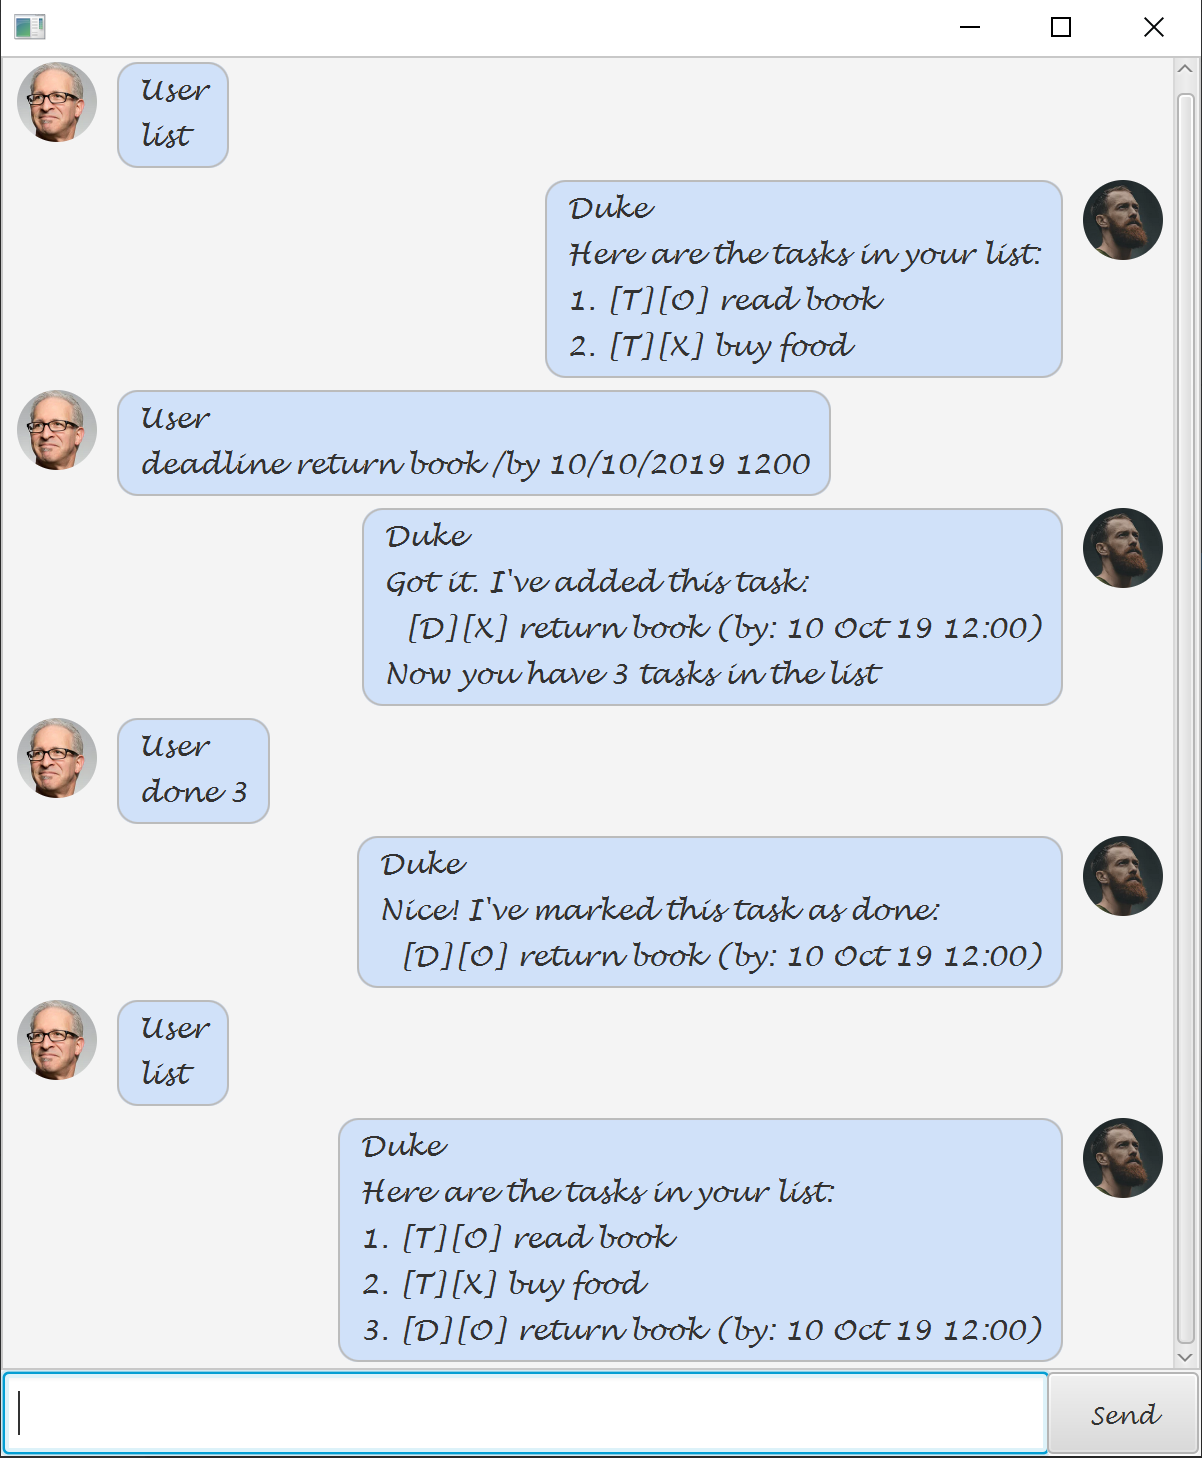 User
list
Duke
Here are the tasks in your list:
1. [T][O] read book
2. [T][X] buy food
User
deadline return book /by 10/10/2019 1200
Duke
Got it. I've added this task:
[D][X] return book (by: 10 Oct 19 12:00)
Now you have 3 tasks in the list
User
done 3
Duke
Nice! I've marked this task as done:
[D][O] return book (by: 10 Oct 19 12:00)
User
list
Duke
Here are the tasks in your list:
1. [T][O] read book
2. [T][X] buy food
3. [D][O] return book (by: 10 Oct 19 12:00)
Send